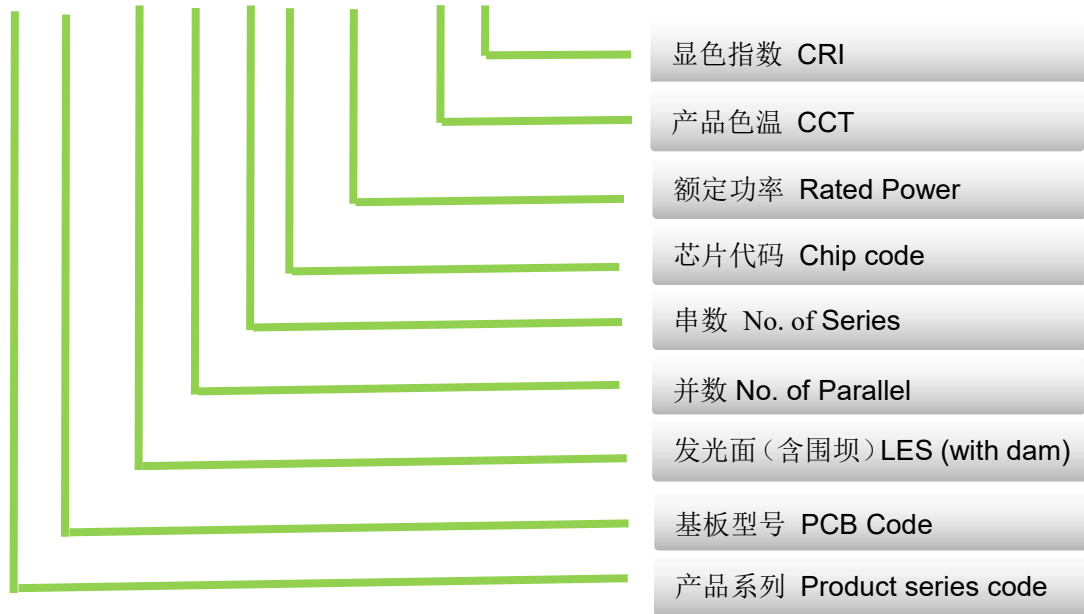 显色指数 CRI
产品色温 CCT
额定功率 Rated Power
芯片代码 Chip code
串数 No. of Series
并数 No. of Parallel
发光面（含围坝）LES (with dam)
基板型号 PCB Code
产品系列 Product series code